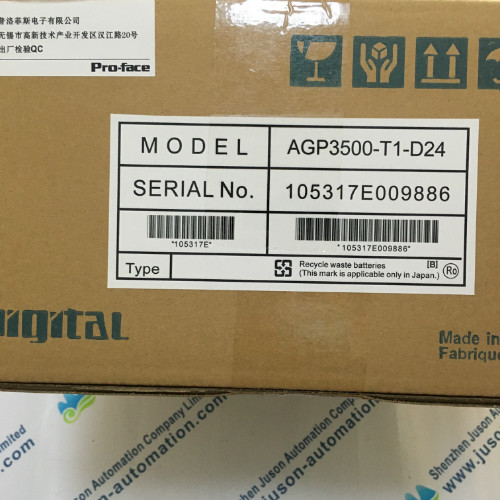 普洛菲斯电子有限公司
无锡市高新技术产业开发区汉江路20号
出厂检验QC
Pro-face
MODEL AGP3500-T1-D24
SERIAL No. 105317E009886
*105317E* *105317E009886*
Type Recycle waste batteries [B] R0
(This mark is applicable only in Japan.)
Digital
Made in
Fabrique
Shenzhen Juson Automation Company Limited
www.juson-automation.com